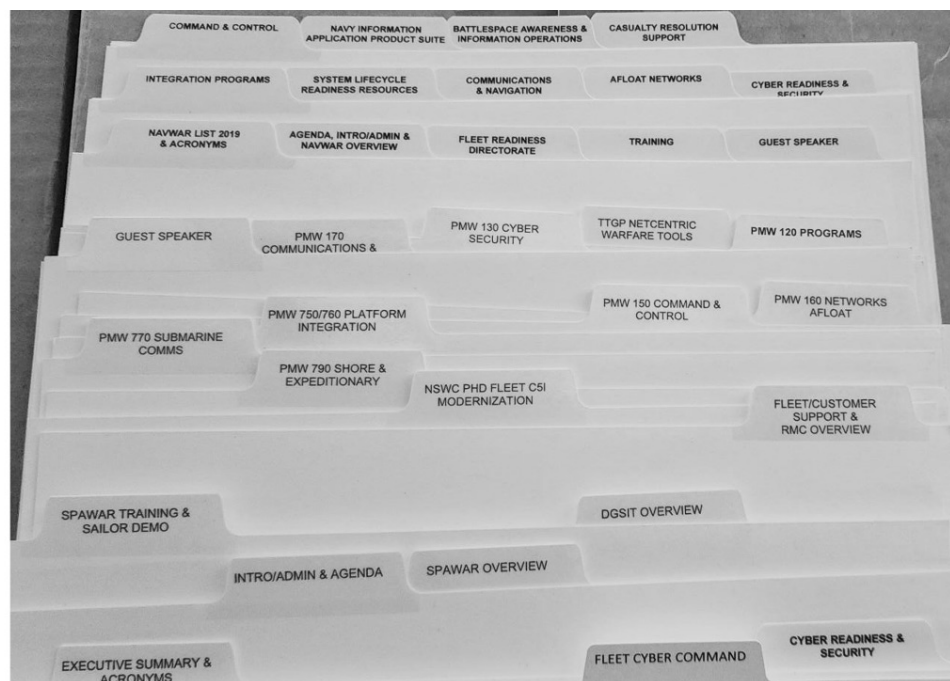 COMMAND & CONTROL
NAVY INFORMATION
APPLICATION PRODUCT SUITE
BATTLESPACE AWARENESS &
INFORMATION OPERATIONS
CASUALTY RESOLUTION
SUPPORT
INTEGRATION PROGRAMS
SYSTEM LIFECYCLE
READINESS RESOURCES
COMMUNICATIONS
& NAVIGATION
AFLOAT NETWORKS
CYBER READINESS &
SECURITY
NAVWAR LIST 2019
& ACRONYMS
AGENDA, INTRO/ADMIN &
NAVWAR OVERVIEW
FLEET READINESS
DIRECTORATE
TRAINING
GUEST SPEAKER
GUEST SPEAKER
PMW 170
COMMUNICATIONS &
PMW 130 CYBER
SECURITY
TTGP NETCENTRIC
WARFARE TOOLS
PMW 120 PROGRAMS
PMW 750/760 PLATFORM
INTEGRATION
PMW 150 COMMAND &
CONTROL
PMW 160 NETWORKS
AFLOAT
PMW 770 SUBMARINE
COMMS
PMW 790 SHORE &
EXPEDITIONARY
NSWC PHD FLEET C5I
MODERNIZATION
FLEET/CUSTOMER
SUPPORT &
RMC OVERVIEW
SPAWAR TRAINING &
SAILOR DEMO
DGSIT OVERVIEW
INTRO/ADMIN & AGENDA
SPAWAR OVERVIEW
EXECUTIVE SUMMARY &
ACRONYMS
FLEET CYBER COMMAND
CYBER READINESS &
SECURITY